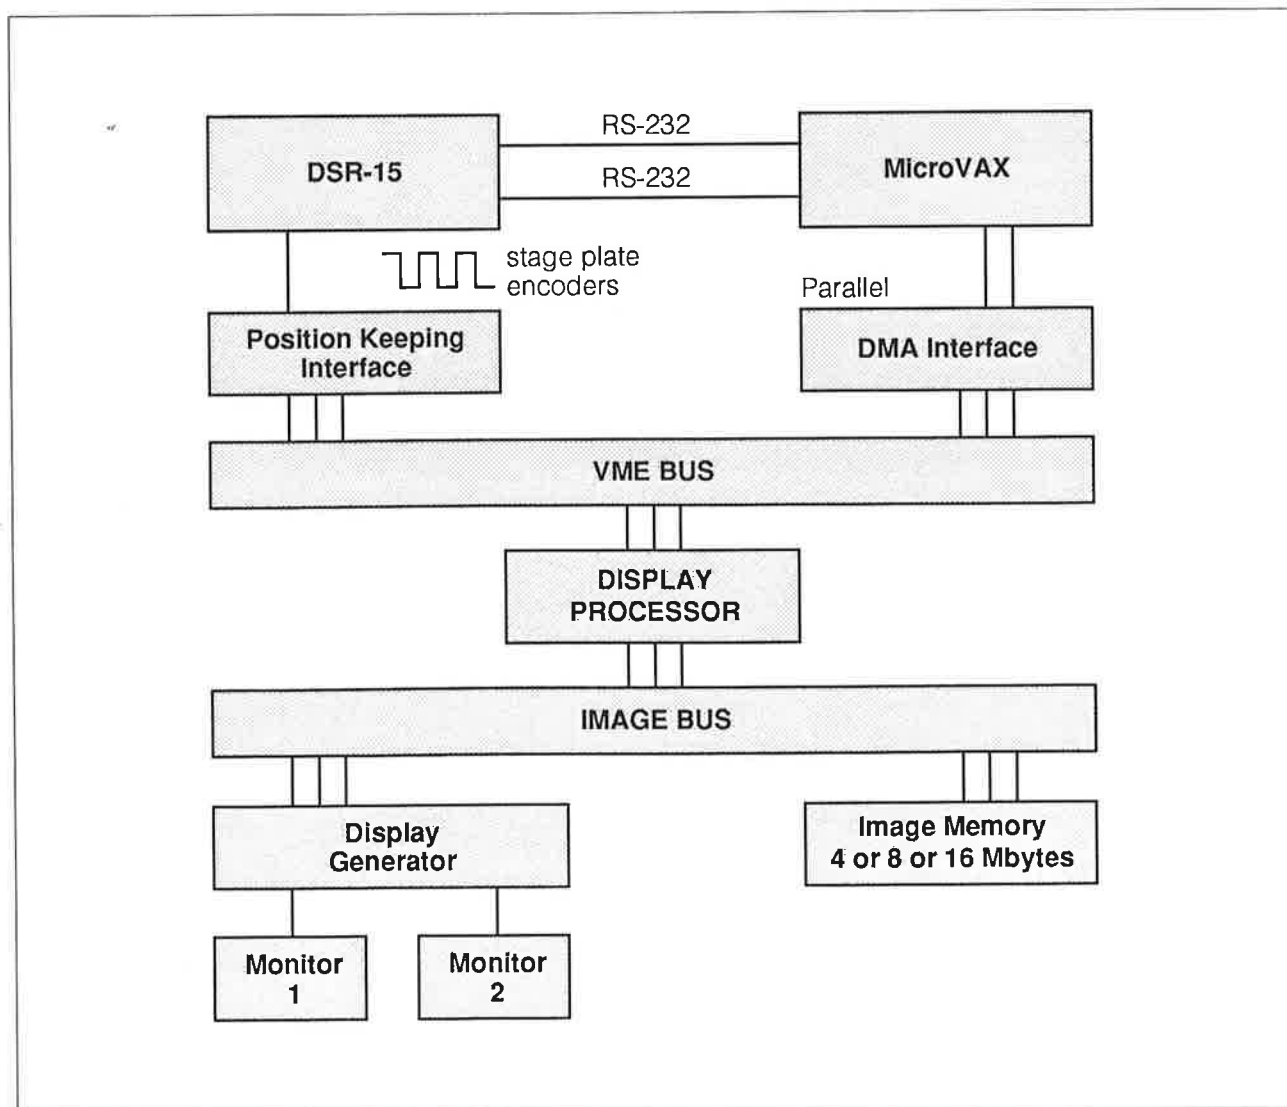 RS-232
DSR-15
MicroVAX
RS-232
stage plate
encoders
Parallel
Position Keeping
Interface
DMA Interface
VME BUS
DISPLAY
PROCESSOR
IMAGE BUS
Display
Generator
Image Memory
4 or 8 or 16 Mbytes
Monitor
1
Monitor
2